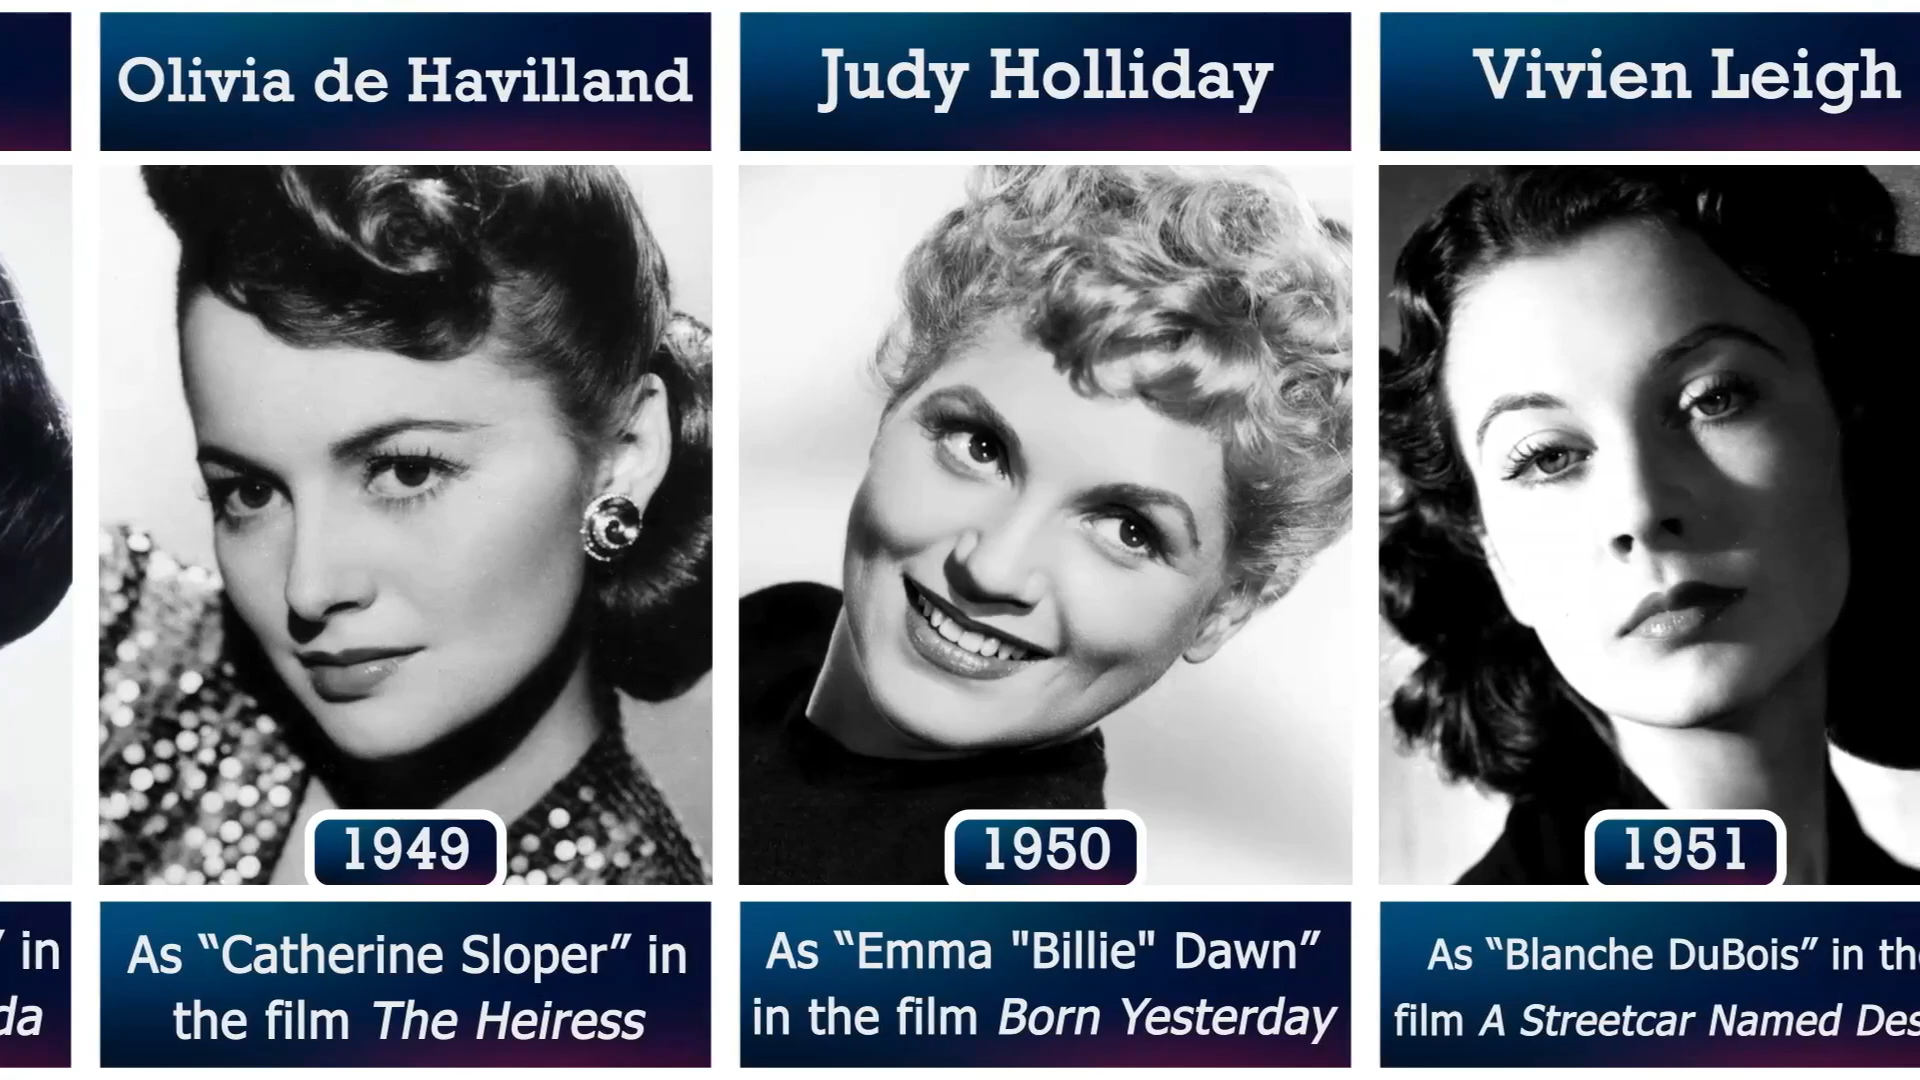 Olivia de Havilland
Judy Holliday
Vivien Leigh
1949
1950
1951
” in
da
As “Catherine Sloper” in
the film The Heiress
As “Emma "Billie" Dawn”
in the film Born Yesterday
As “Blanche DuBois” in the
film A Streetcar Named Des